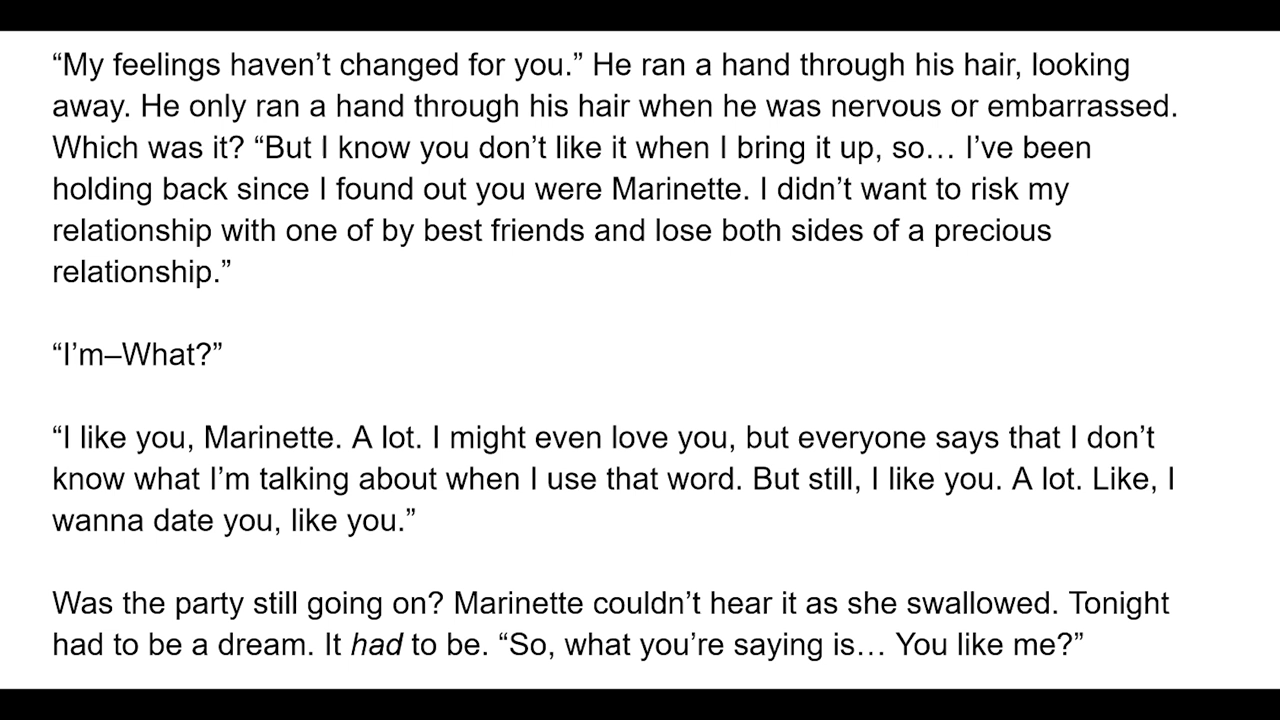 “My feelings haven’t changed for you.” He ran a hand through his hair, looking
away. He only ran a hand through his hair when he was nervous or embarrassed.
Which was it? “But I know you don’t like it when I bring it up, so… I’ve been
holding back since I found out you were Marinette. I didn’t want to risk my
relationship with one of by best friends and lose both sides of a precious
relationship.”
“I’m–What?”
“I like you, Marinette. A lot. I might even love you, but everyone says that I don’t
know what I’m talking about when I use that word. But still, I like you. A lot. Like, I
wanna date you, like you.”
Was the party still going on? Marinette couldn’t hear it as she swallowed. Tonight
had to be a dream. It had to be. “So, what you’re saying is… You like me?”